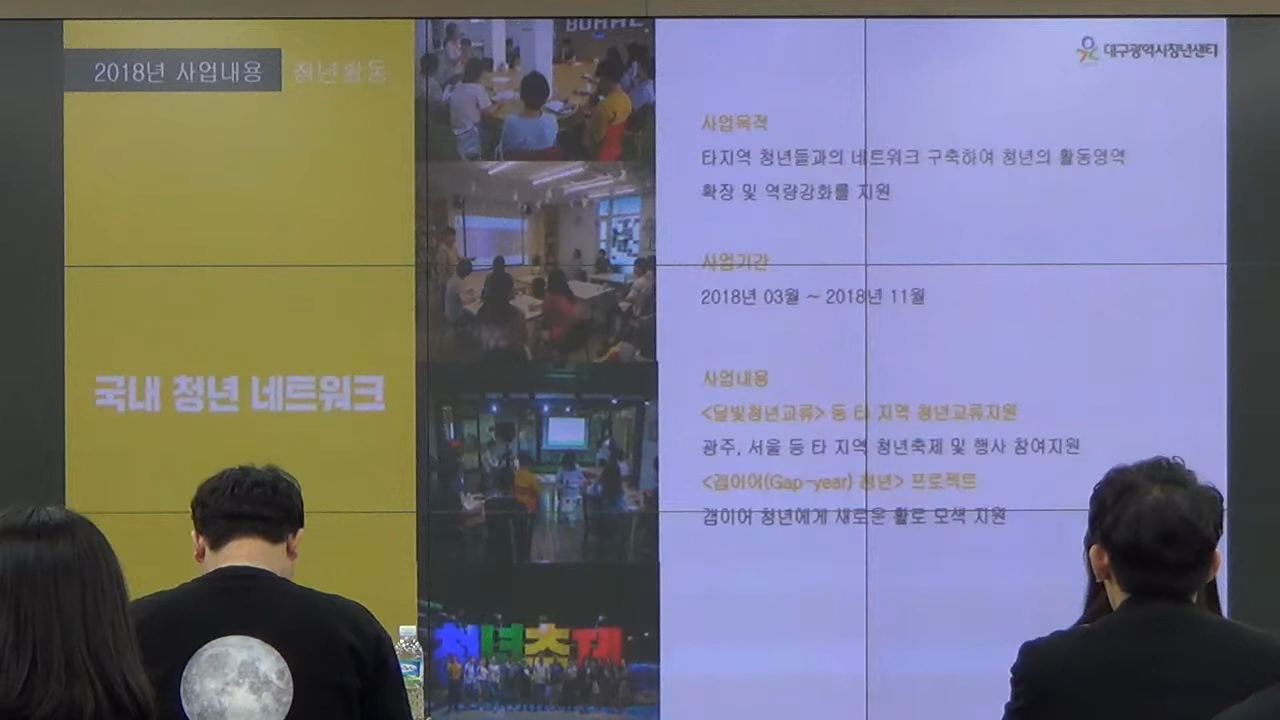 2018년 사업내용 청년활동
국내 청년 네트워크
청년축제
대구광역시청년센터
사업목적
타지역 청년들과의 네트워크 구축하여 청년의 활동영역
확장 및 역량강화를 지원
사업기간
2018년 03월 ~ 2018년 11월
사업내용
<달빛청년교류> 등 타 지역 청년교류지원
광주, 서울 등 타 지역 청년축제 및 행사 참여지원
<갭이어(Gap-year) 청년> 프로젝트
갭이어 청년에게 새로운 활로 모색 지원